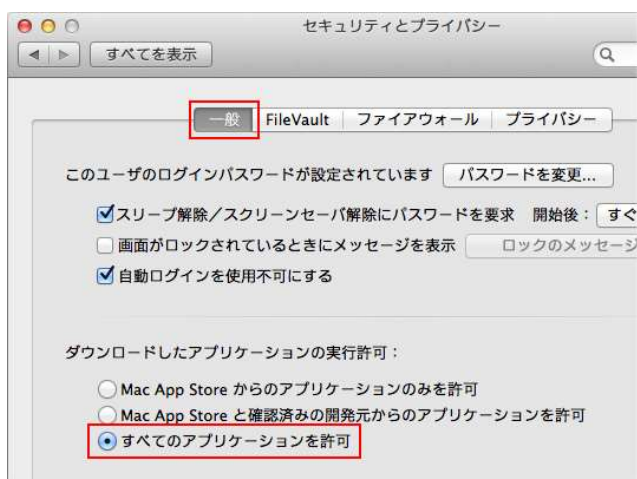 セキュリティとプライバシー
すべてを表示
一般 FileVault ファイアウォール プライバシー
このユーザのログインパスワードが設定されています パスワードを変更...
スリープ解除／スクリーンセーバ解除にパスワードを要求 開始後： すぐ
画面がロックされているときにメッセージを表示 ロックのメッセージ
自動ログインを使用不可にする
ダウンロードしたアプリケーションの実行許可：
Mac App Store からのアプリケーションのみを許可
Mac App Store と確認済みの開発元からのアプリケーションを許可
すべてのアプリケーションを許可